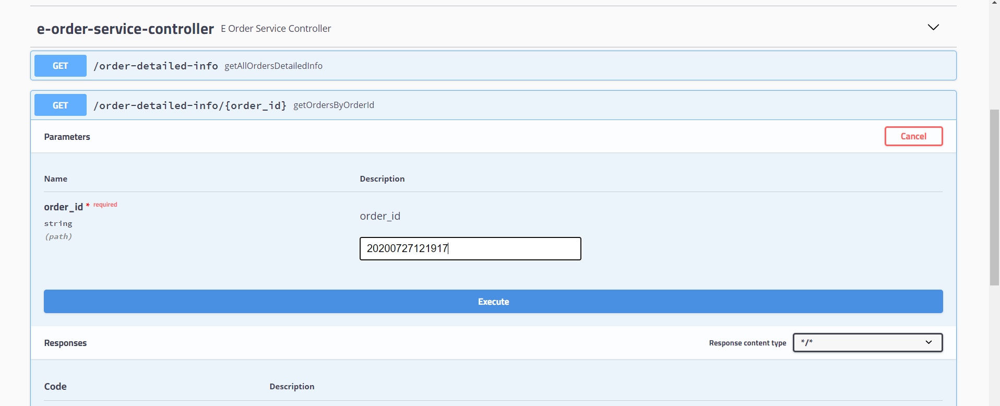 e-order-service-controller E Order Service Controller
GET /order-detailed-info getAllOrdersDetailedInfo
GET /order-detailed-info/{order_id} getOrdersByOrderId
Parameters Cancel
Name Description
order_id * required
string
(path)
order_id
20200727121917
Execute
Responses Response content type */*
Code Description